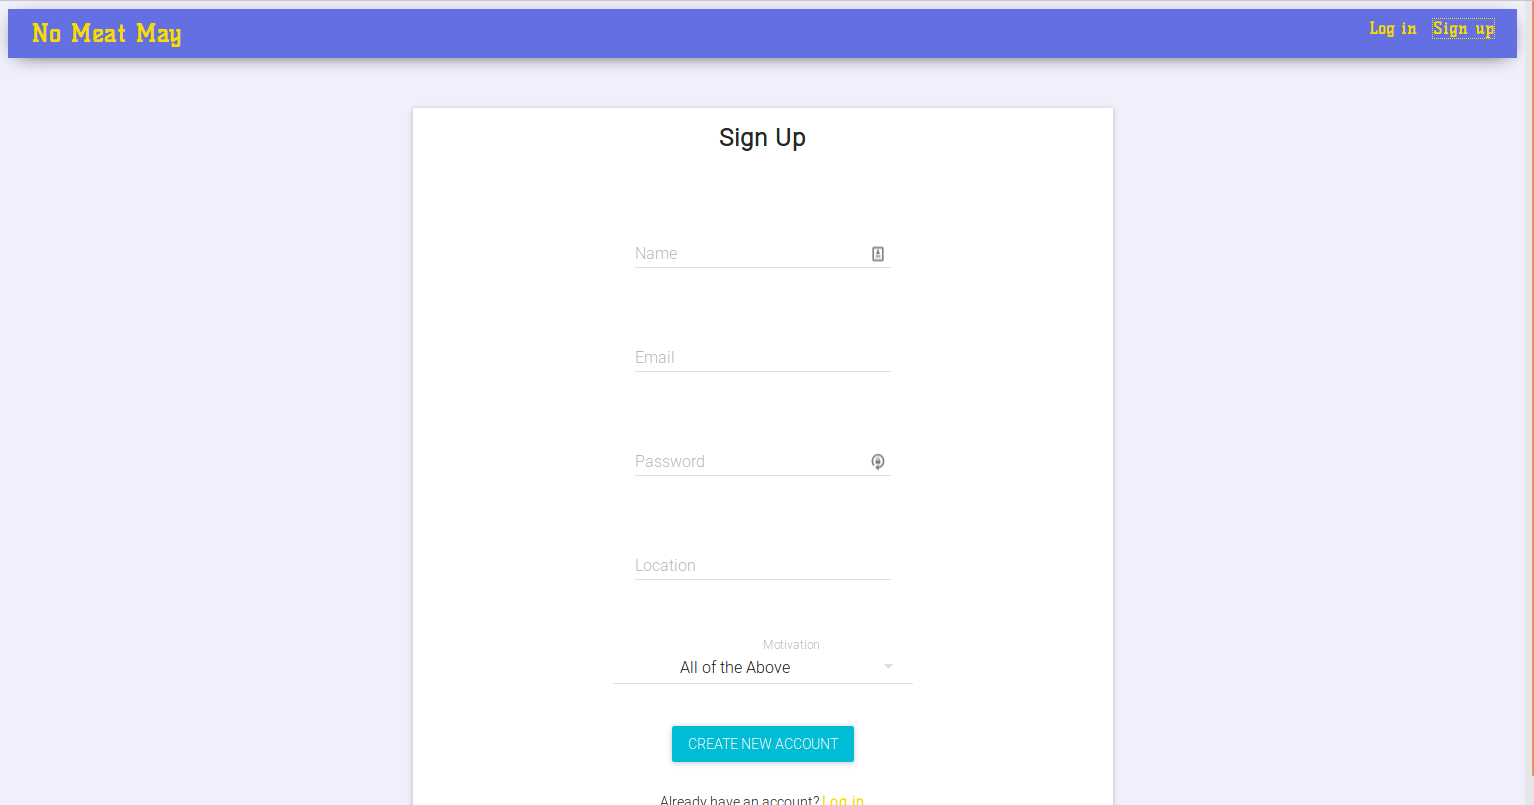 No Meat May
Log in Sign up
Sign Up
Name
Email
Password
Location
Motivation
All of the Above
CREATE NEW ACCOUNT
Already have an account? Log in